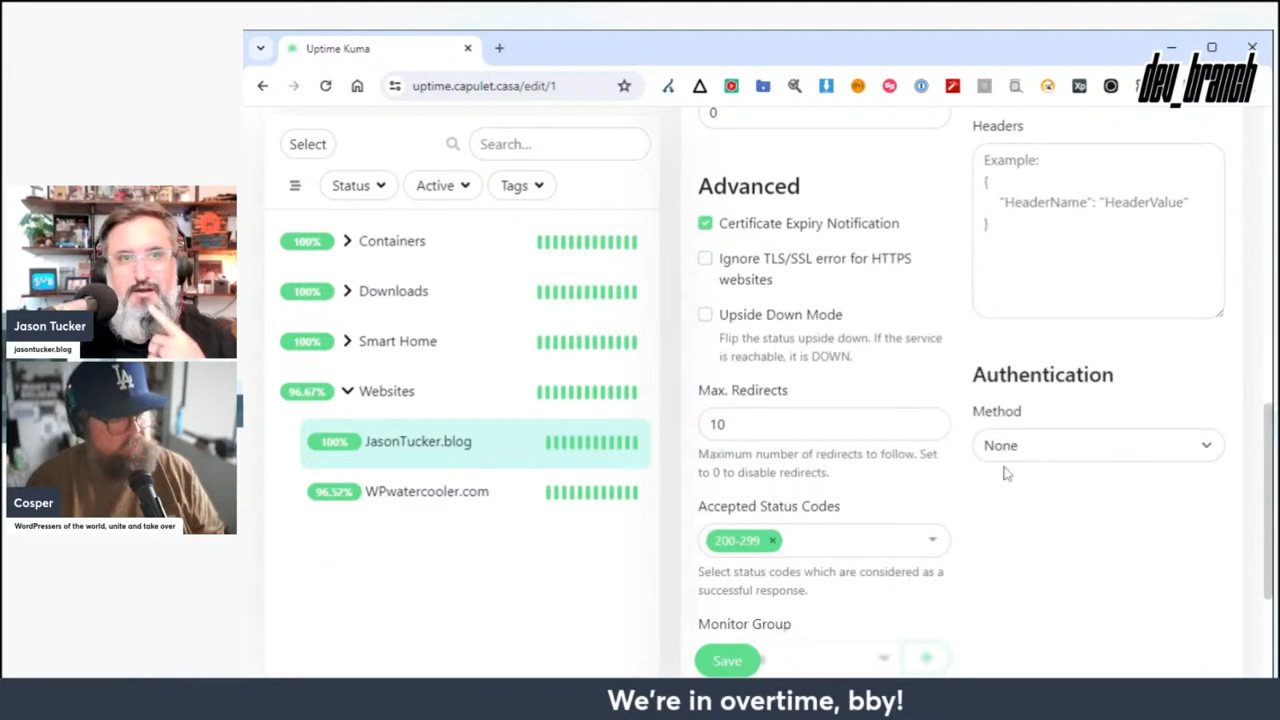 Uptime Kuma
uptime.capulet.casa/edit/1
dev_branch
Select
Search...
Status
Active
Tags
100%
Containers
100%
Downloads
100%
Smart Home
96.67%
Websites
100%
JasonTucker.blog
96.52%
WPwatercooler.com
0
Advanced
Certificate Expiry Notification
Ignore TLS/SSL error for HTTPS
websites
Upside Down Mode
Flip the status upside down. If the service
is reachable, it is DOWN.
Max. Redirects
10
Maximum number of redirects to follow. Set
to 0 to disable redirects.
Accepted Status Codes
200-299 ×
Select status codes which are considered as a
successful response.
Monitor Group
Save
Headers
Example:
{
"HeaderName": "HeaderValue"
}
Authentication
Method
None
SUB
Jason Tucker
jasontucker.blog
LA
Cosper
WordPressers of the world, unite and take over
We're in overtime, bby!